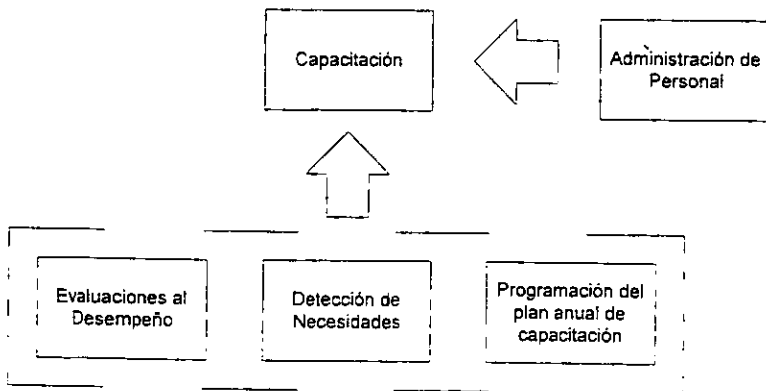 Capacitación
Administración de
Personal
Evaluaciones al
Desempeño
Detección de
Necesidades
Programación del
plan anual de
capacitación